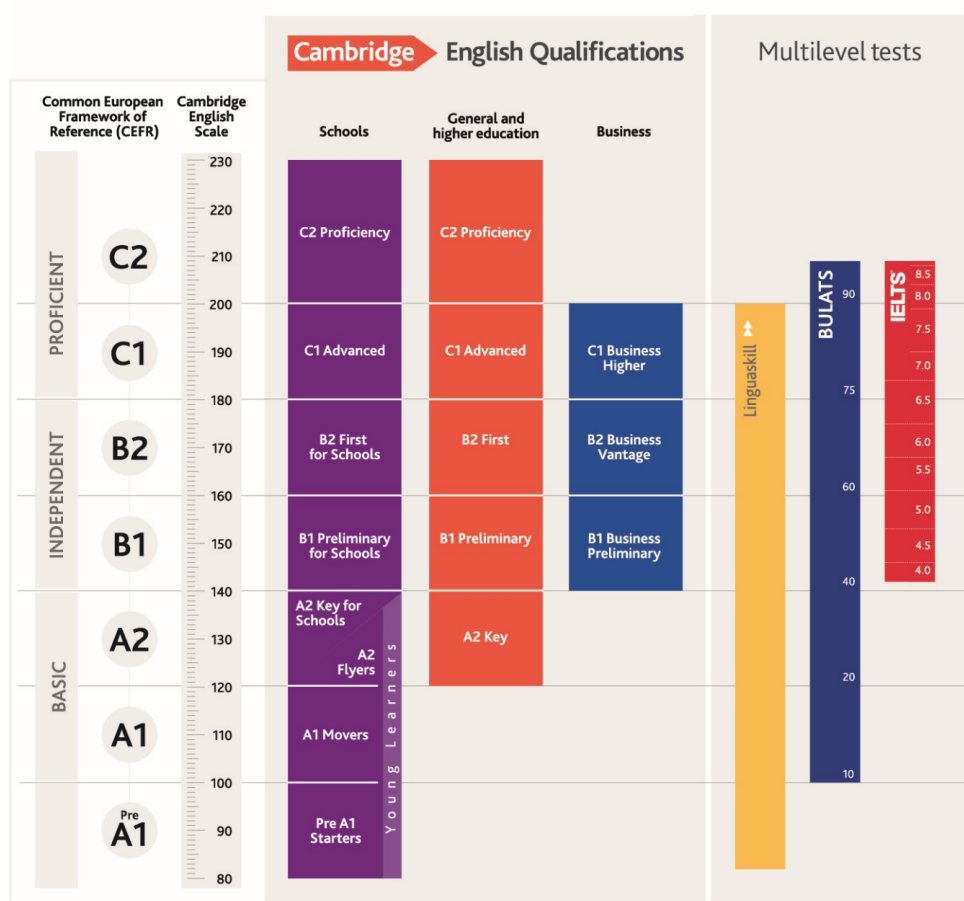 Cambridge English Qualifications
Multilevel tests
Common European
Framework of
Reference (CEFR)
Cambridge
English
Scale
Schools
General and
higher education
Business
PROFICIENT
INDEPENDENT
BASIC
C2
C1
B2
B1
A2
A1
Pre
A1
230
220
210
200
190
180
170
160
150
140
130
120
110
100
90
80
C2 Proficiency
C1 Advanced
B2 First
for Schools
B1 Preliminary
for Schools
A2 Key for
Schools
A2
Flyers
A1 Movers
Pre A1
Starters
Young Learners
C2 Proficiency
C1 Advanced
B2 First
B1 Preliminary
A2 Key
C1 Business
Higher
B2 Business
Vantage
B1 Business
Preliminary
Linguaskill
BULATS
90
75
60
40
20
10
IELTS
8.5
8.0
7.5
7.0
6.5
6.0
5.5
5.0
4.5
4.0